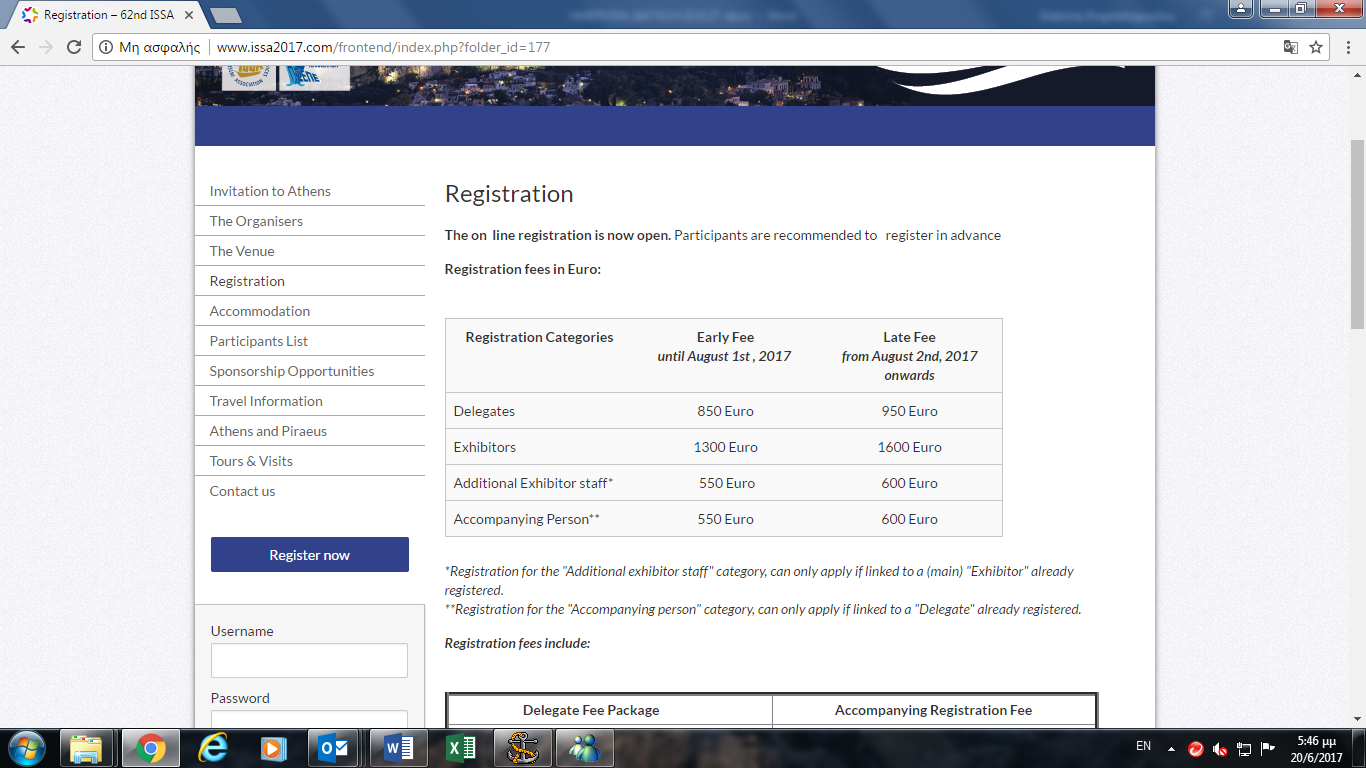 Registration – 62nd ISSA
Μη ασφαλής
www.issa2017.com/frontend/index.php?folder_id=177
Invitation to Athens
The Organisers
The Venue
Registration
Accommodation
Participants List
Sponsorship Opportunities
Travel Information
Athens and Piraeus
Tours & Visits
Contact us
Register now
Username
Password
Registration
The on line registration is now open. Participants are recommended to register in advance
Registration fees in Euro:
Registration Categories Early Fee Late Fee
until August 1st , 2017 from August 2nd, 2017
onwards
Delegates 850 Euro 950 Euro
Exhibitors 1300 Euro 1600 Euro
Additional Exhibitor staff* 550 Euro 600 Euro
Accompanying Person** 550 Euro 600 Euro
*Registration for the "Additional exhibitor staff" category, can only apply if linked to a (main) "Exhibitor" already
registered.
**Registration for the "Accompanying person" category, can only apply if linked to a "Delegate" already registered.
Registration fees include:
Delegate Fee Package Accompanying Registration Fee
EN
5:46 μμ
20/6/2017